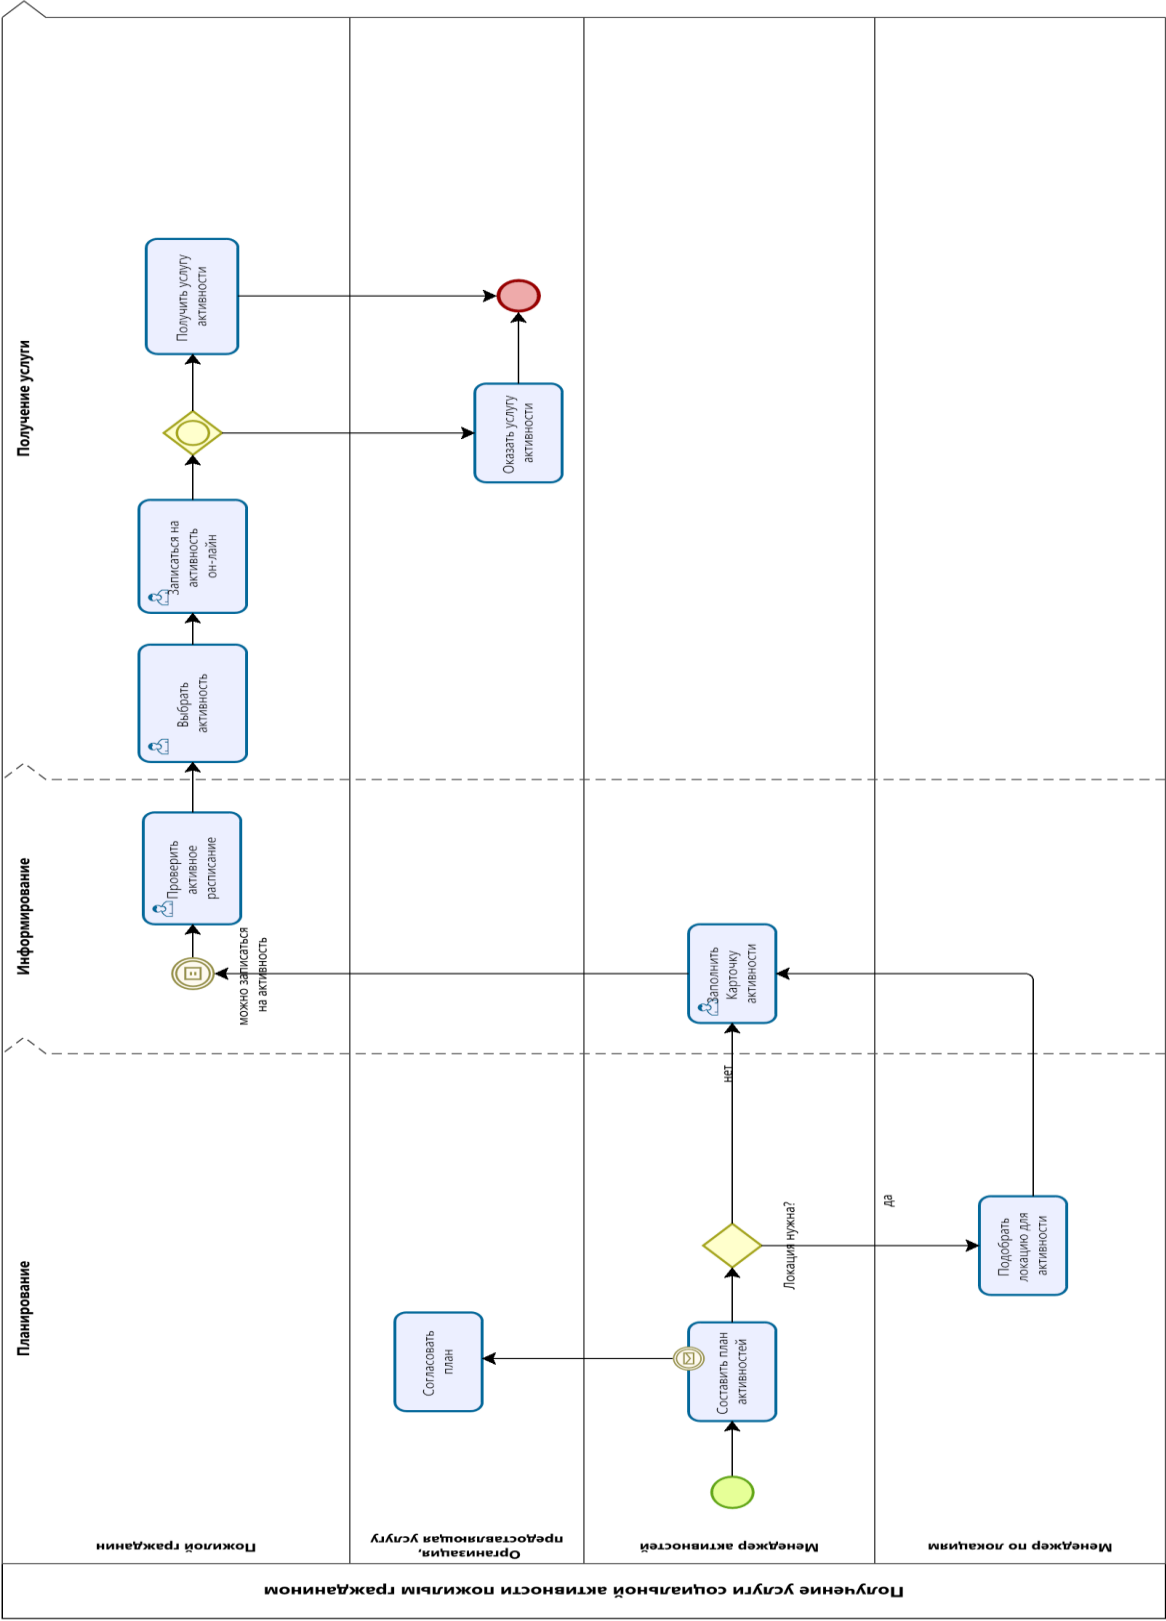 Получение услуги социальной активности пожилым гражданином
Пожилой гражданин
Организация,
предоставляющая услугу
Менеджер активностей
Менеджер по локациям
Планирование
Информирование
Получение услуги
Составить план
активностей
Согласовать
план
Локация нужна?
да
нет
Подобрать
локацию для
активности
Заполнить
Карточку
активности
можно записаться
на активность
Проверить
активное
расписание
Выбрать
активность
Записаться на
активность
он-лайн
Получить услугу
активности
Оказать услугу
активности